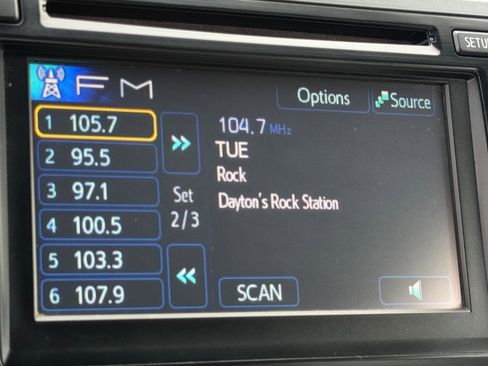 SETU
FM
Options
Source
1 105.7
2 95.5
3 97.1
4 100.5
5 103.3
6 107.9
Set
2/3
104.7 MHz
TUE
Rock
Dayton's Rock Station
SCAN